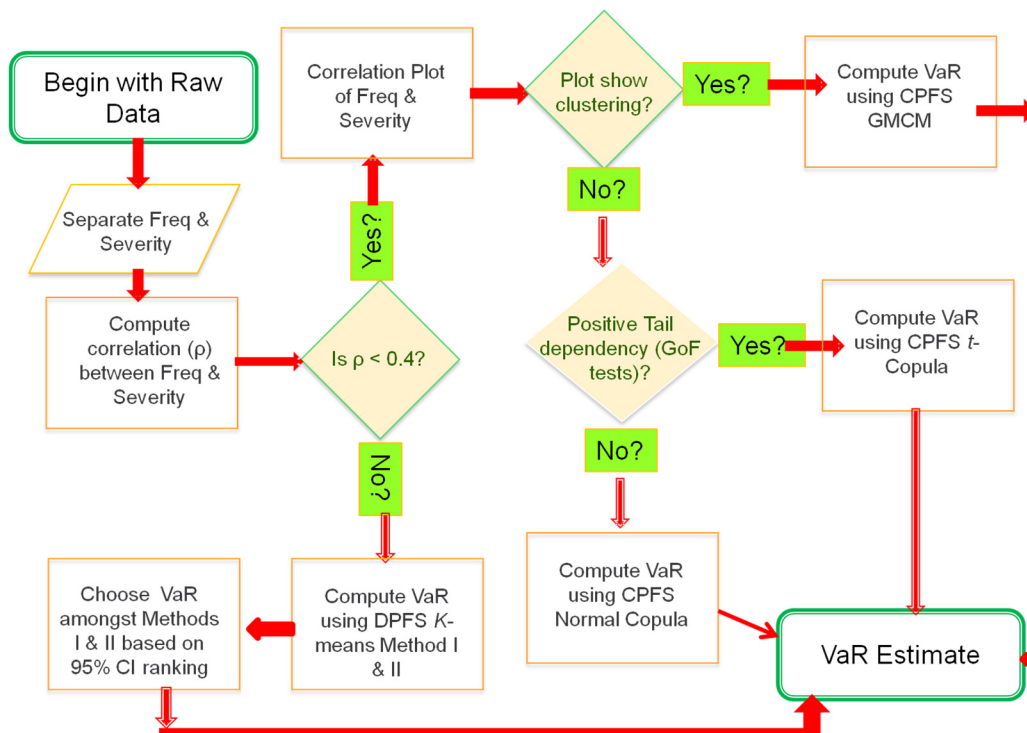 Begin with Raw
Data
Separate Freq &
Severity
Compute
correlation (ρ)
between Freq &
Severity
Is ρ < 0.4?
Yes?
Correlation Plot
of Freq &
Severity
Plot show
clustering?
Yes?
Compute VaR
using CPFS
GMCM
No?
Positive Tail
dependency (GoF
tests)?
Yes?
Compute VaR
using CPFS t-
Copula
No?
Compute VaR
using CPFS
Normal Copula
No?
Compute VaR
using DPFS K-
means Method I
& II
Choose VaR
amongst Methods
I & II based on
95% CI ranking
VaR Estimate